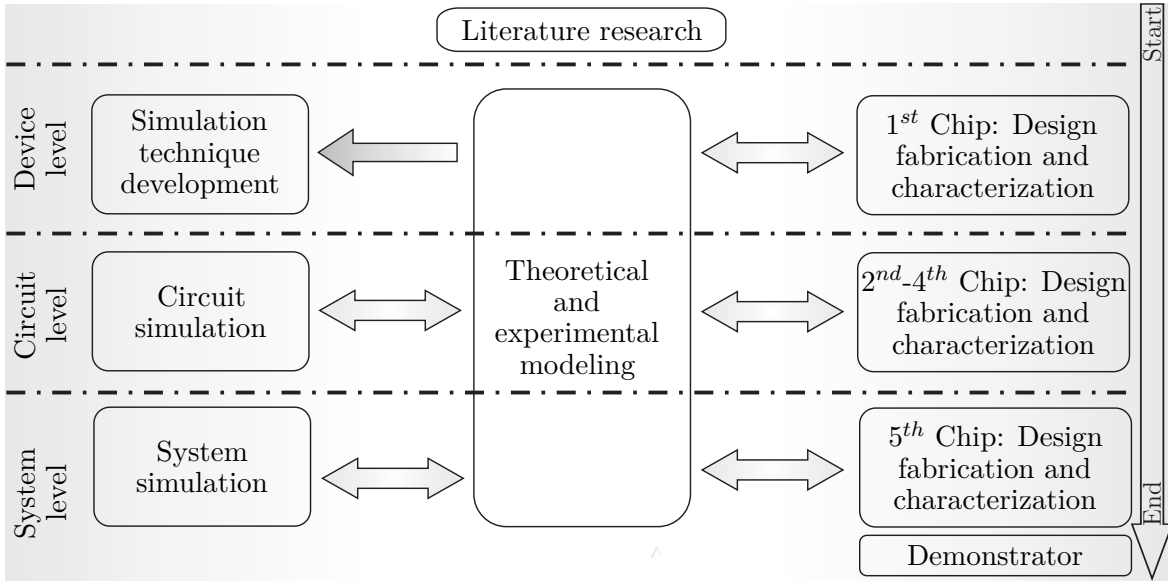 Literature research
Start
Device
level
Simulation
technique
development
1st Chip: Design
fabrication and
characterization
Circuit
level
Circuit
simulation
Theoretical
and
experimental
modeling
2nd-4th Chip: Design
fabrication and
characterization
System
level
System
simulation
5th Chip: Design
fabrication and
characterization
End
Demonstrator